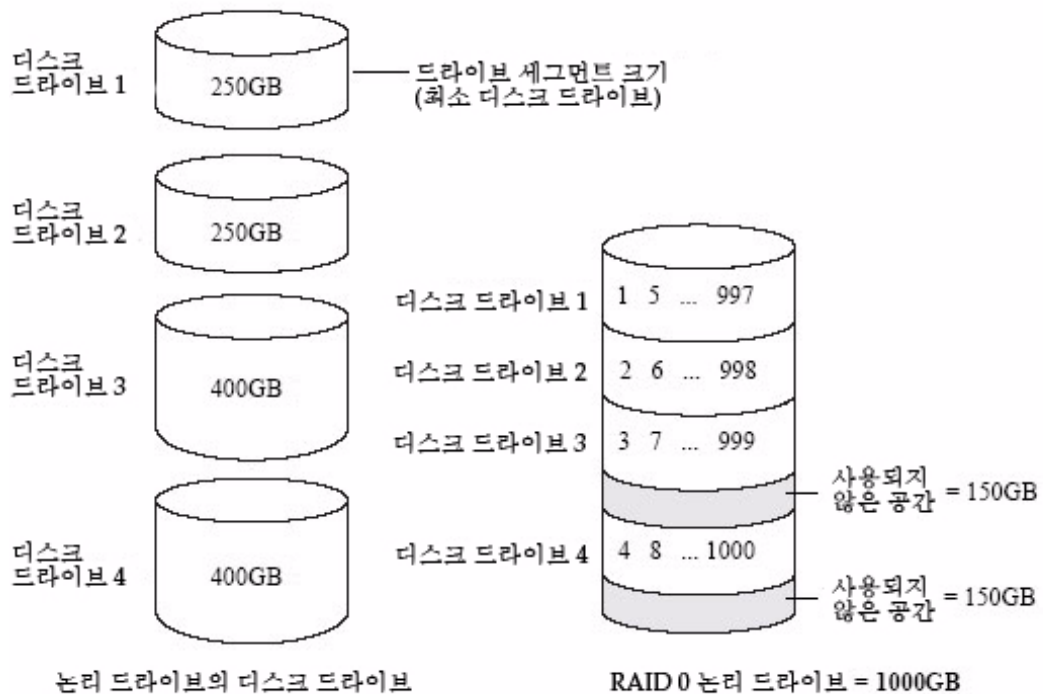 디스크
드라이브 1
250GB
드라이브 세그먼트 크기
(최소 디스크 드라이브)
디스크
드라이브 2
250GB
디스크
드라이브 3
400GB
디스크
드라이브 4
400GB
논리 드라이브의 디스크 드라이브
디스크 드라이브 1
1 5 ... 997
디스크 드라이브 2
2 6 ... 998
디스크 드라이브 3
3 7 ... 999
사용되지
않은 공간 = 150GB
디스크 드라이브 4
4 8 ... 1000
사용되지
않은 공간 = 150GB
RAID 0 논리 드라이브 = 1000GB